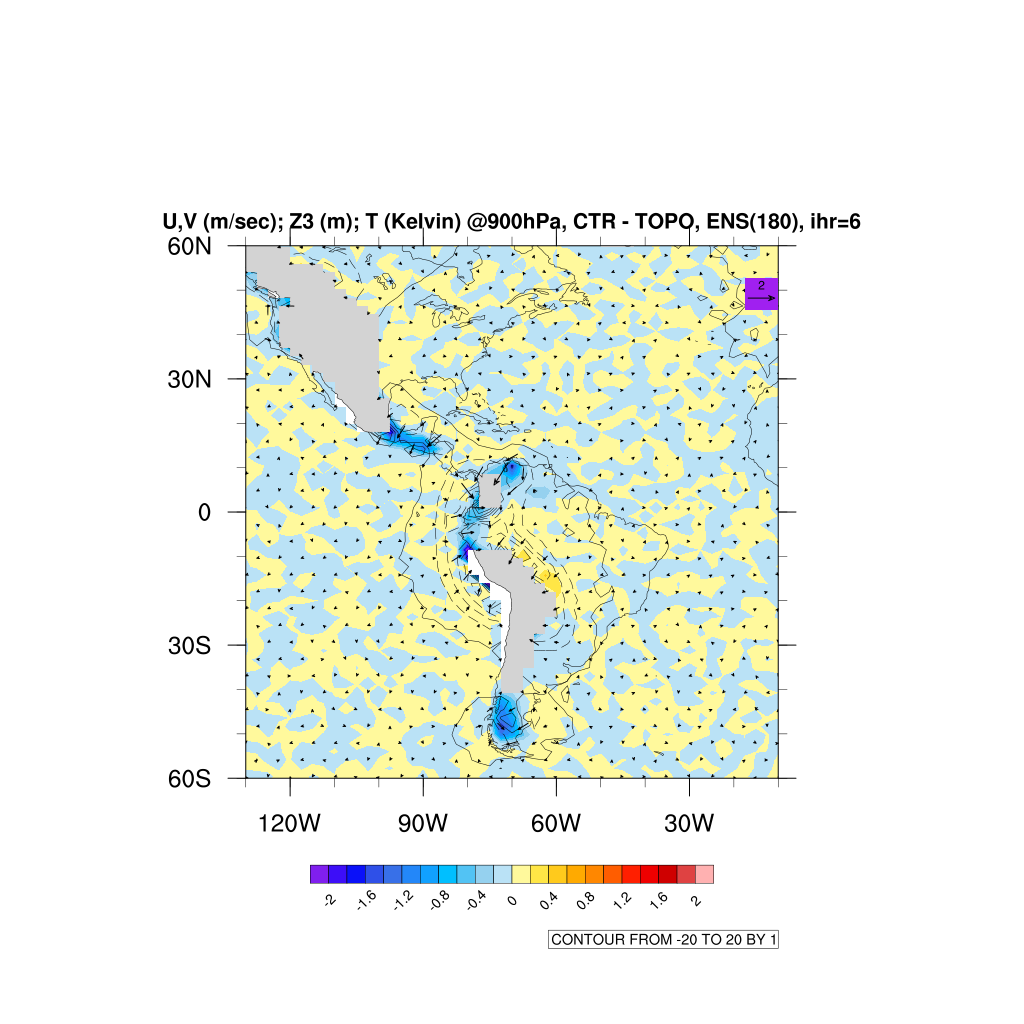 U,V (m/sec); Z3 (m); T (Kelvin) @900hPa, CTR - TOPO, ENS(180), ihr=6
60N
2
30N
0
30S
60S
120W 90W 60W 30W
-2 -1.6 -1.2 -0.8 -0.4 0 0.4 0.8 1.2 1.6 2
CONTOUR FROM -20 TO 20 BY 1